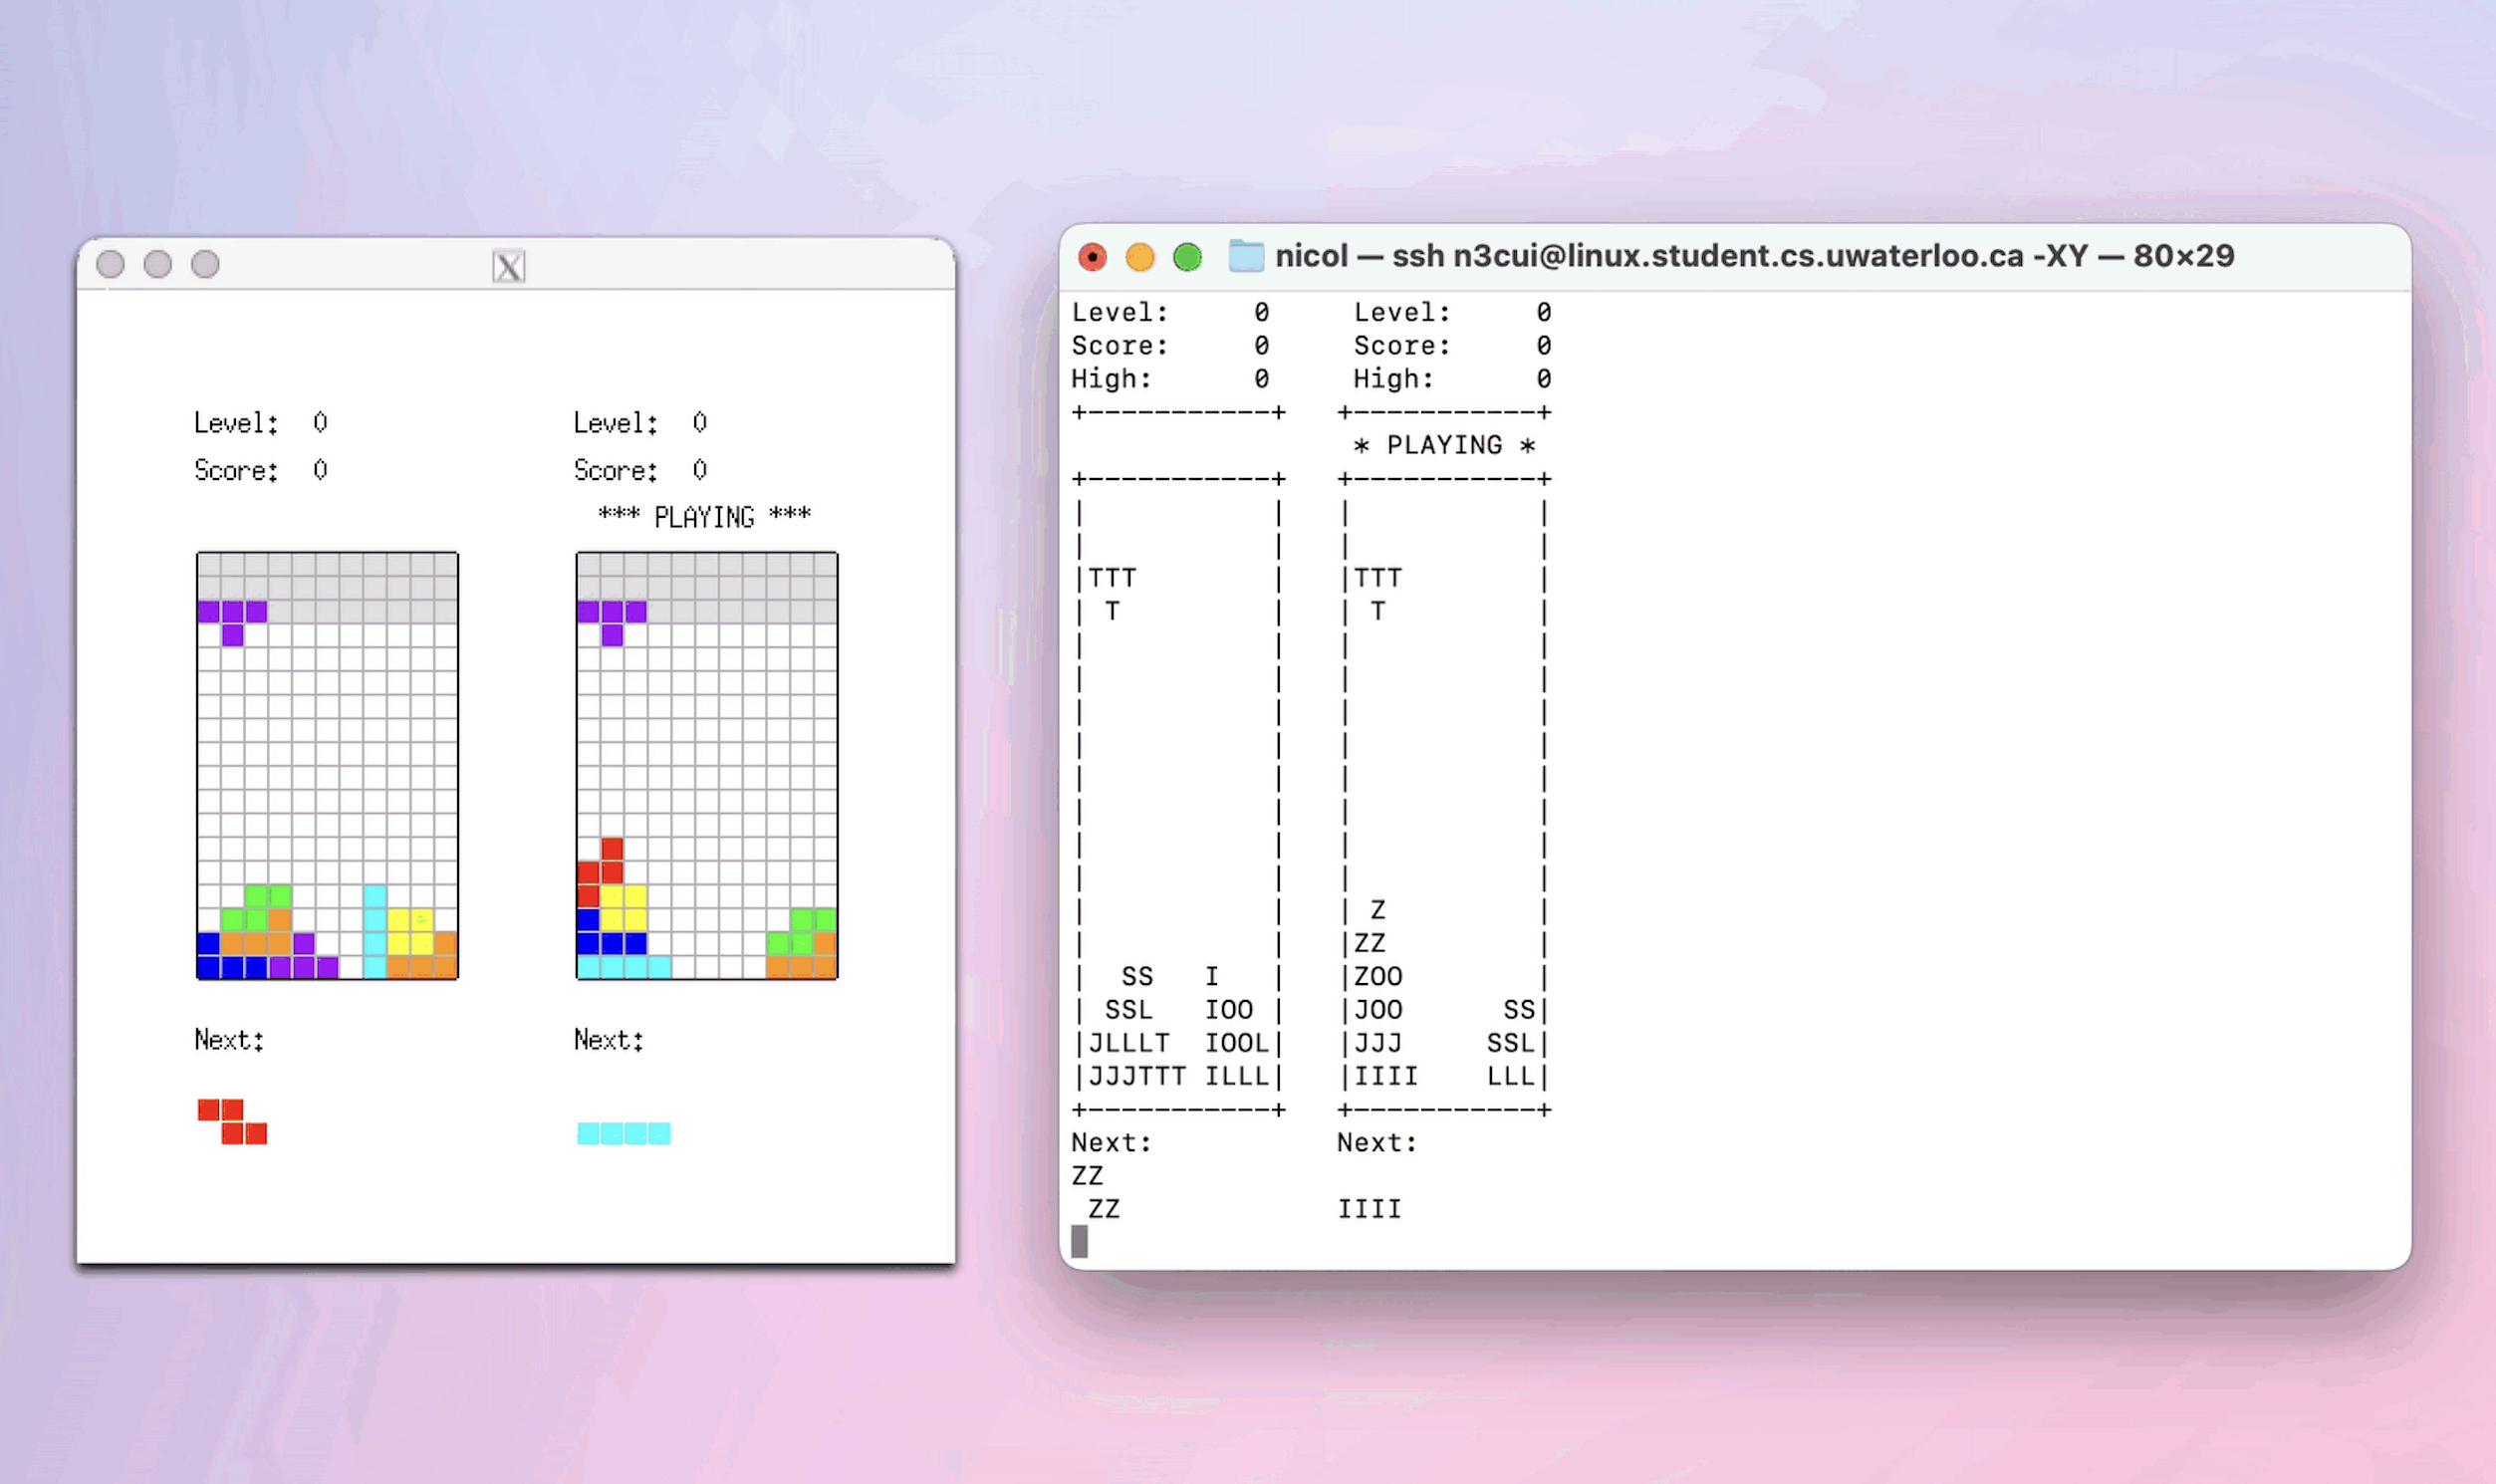 Level:  0    Level:  0
Score:  0    Score:  0
*** PLAYING ***
Next:    Next:
nicol — ssh n3cui@linux.student.cs.uwaterloo.ca -XY — 80×29
Level:      0     Level:      0
Score:      0     Score:      0
High:       0     High:       0
+-----------+   +-----------+
                 * PLAYING *
+-----------+   +-----------+
|           |   |           |
|           |   |           |
|TTT        |   |TTT        |
| T         |   | T         |
|           |   |           |
|           |   |           |
|           |   |           |
|           |   |           |
|           |   |           |
|           |   |           |
|           |   |           |
|           |   |           |
|           |   | Z         |
|           |   |ZZ         |
|  SS   I   |   |ZOO        |
| SSL   IOO |   |JOO      SS|
|JLLLT  IOOL|   |JJJ     SSL|
|JJJTTT ILLL|   |IIII    LLL|
+-----------+   +-----------+
Next:           Next:
ZZ
 ZZ             IIII